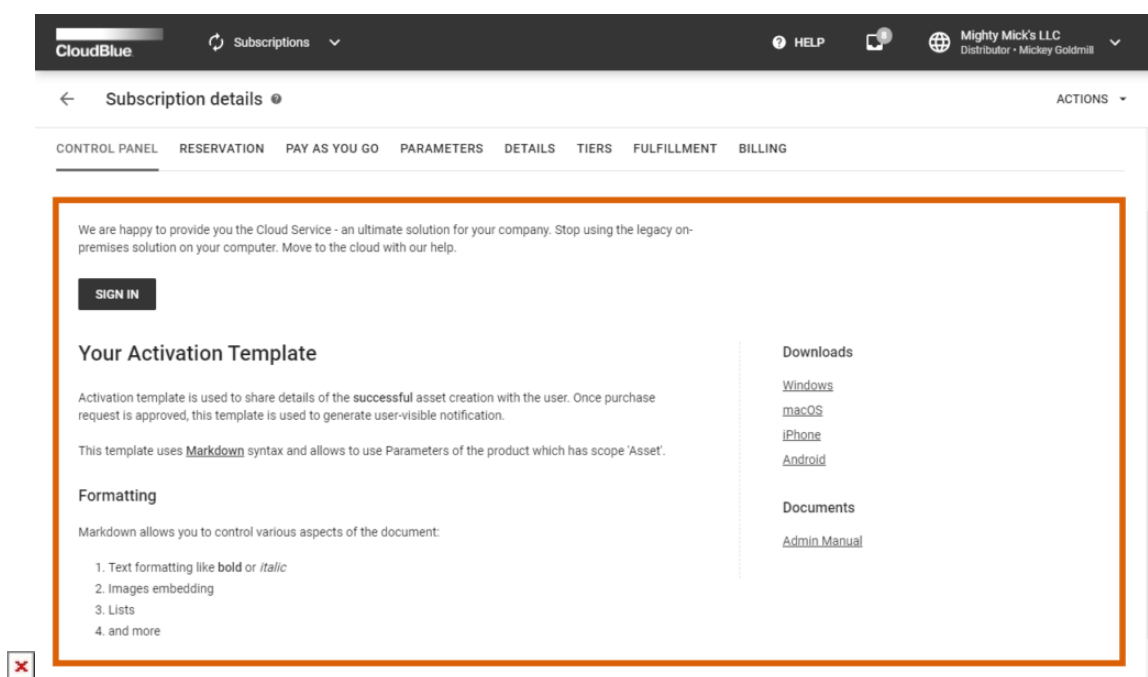 CloudBlue
Subscriptions
HELP
8
Mighty Mick's LLC
Distributor • Mickey Goldmill
Subscription details
ACTIONS
CONTROL PANEL RESERVATION PAY AS YOU GO PARAMETERS DETAILS TIERS FULFILLMENT BILLING
We are happy to provide you the Cloud Service - an ultimate solution for your company. Stop using the legacy on-
premises solution on your computer. Move to the cloud with our help.
SIGN IN
Your Activation Template
Activation template is used to share details of the successful asset creation with the user. Once purchase
request is approved, this template is used to generate user-visible notification.
This template uses Markdown syntax and allows to use Parameters of the product which has scope 'Asset'.
Formatting
Markdown allows you to control various aspects of the document:
1. Text formatting like bold or italic
2. Images embedding
3. Lists
4. and more
Downloads
Windows
macOS
iPhone
Android
Documents
Admin Manual